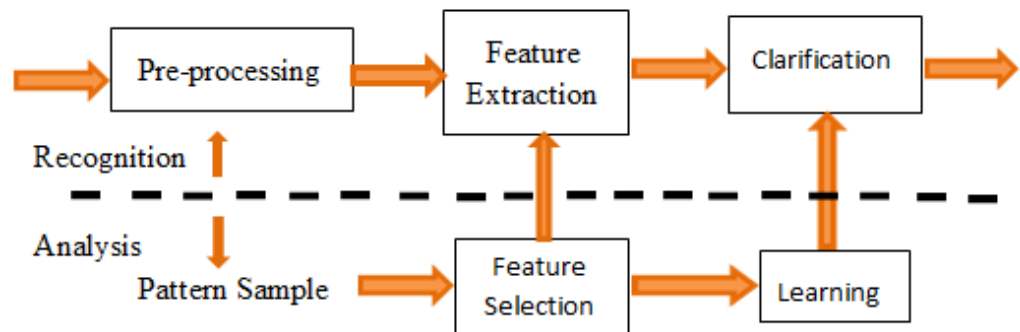 Pre-processing
Feature
Extraction
Clarification
Recognition
Analysis
Pattern Sample
Feature
Selection
Learning